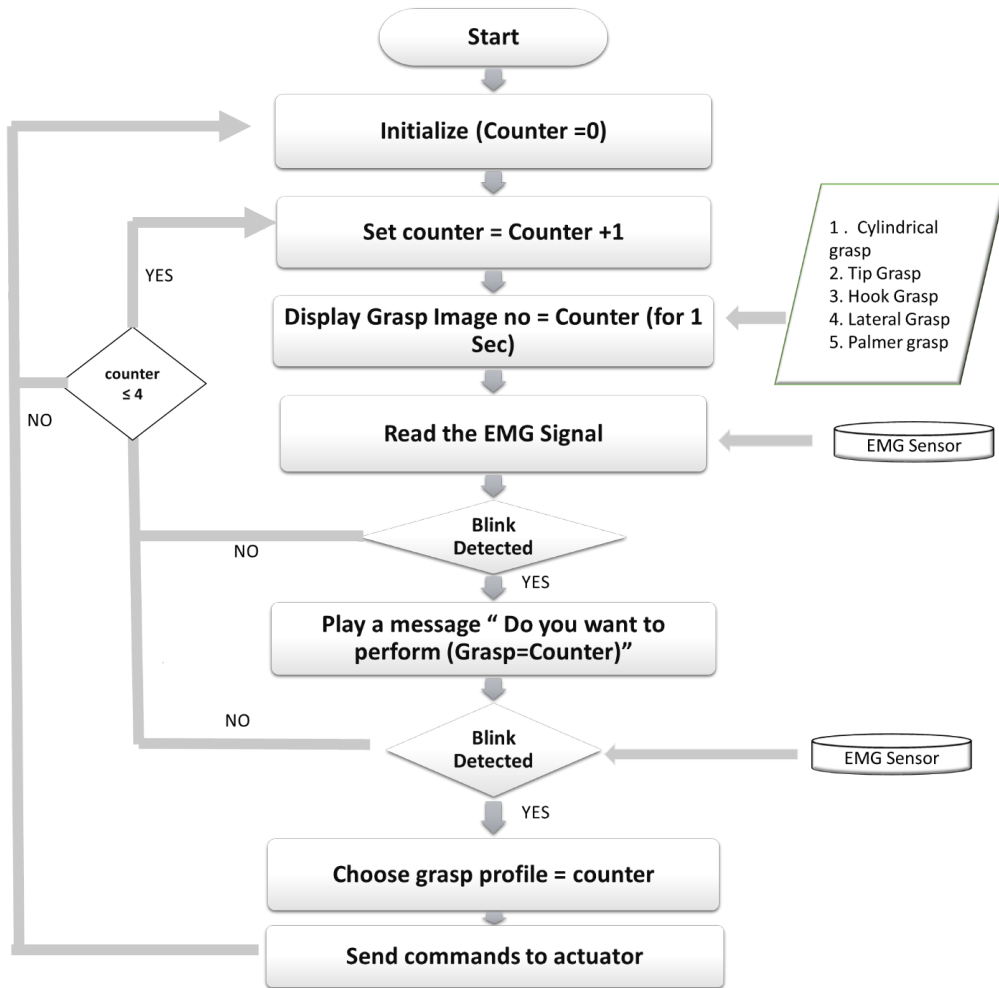 Start
Initialize (Counter =0)
Set counter = Counter +1
YES
1 .  Cylindrical
grasp
2. Tip Grasp
3. Hook Grasp
4. Lateral Grasp
5. Palmer grasp
Display Grasp Image no = Counter (for 1
Sec)
counter
≤ 4
NO
Read the EMG Signal
EMG Sensor
Blink
Detected
NO
YES
Play a message “ Do you want to
perform (Grasp=Counter)”
NO
Blink
Detected
EMG Sensor
YES
Choose grasp profile = counter
Send commands to actuator